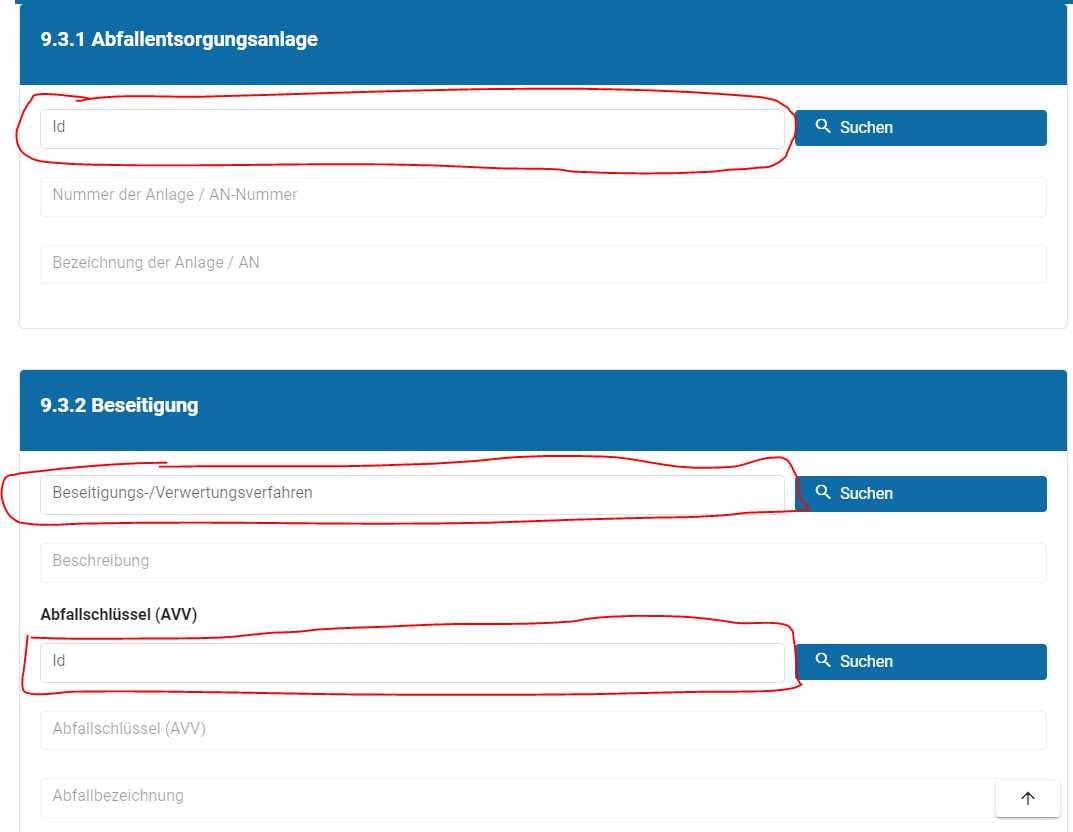 9.3.1 Abfallentsorgungsanlage
Id
Suchen
Nummer der Anlage / AN-Nummer
Bezeichnung der Anlage / AN
9.3.2 Beseitigung
Beseitigungs-/Verwertungsverfahren
Suchen
Beschreibung
Abfallschlüssel (AVV)
Id
Suchen
Abfallschlüssel (AVV)
Abfallbezeichnung